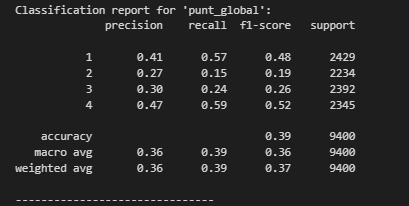 Classification report for 'punt_global':
precision recall f1-score support
1 0.41 0.57 0.48 2429
2 0.27 0.15 0.19 2234
3 0.30 0.24 0.26 2392
4 0.47 0.59 0.52 2345
accuracy 0.39 9400
macro avg 0.36 0.39 0.36 9400
weighted avg 0.36 0.39 0.37 9400
-------------------------------